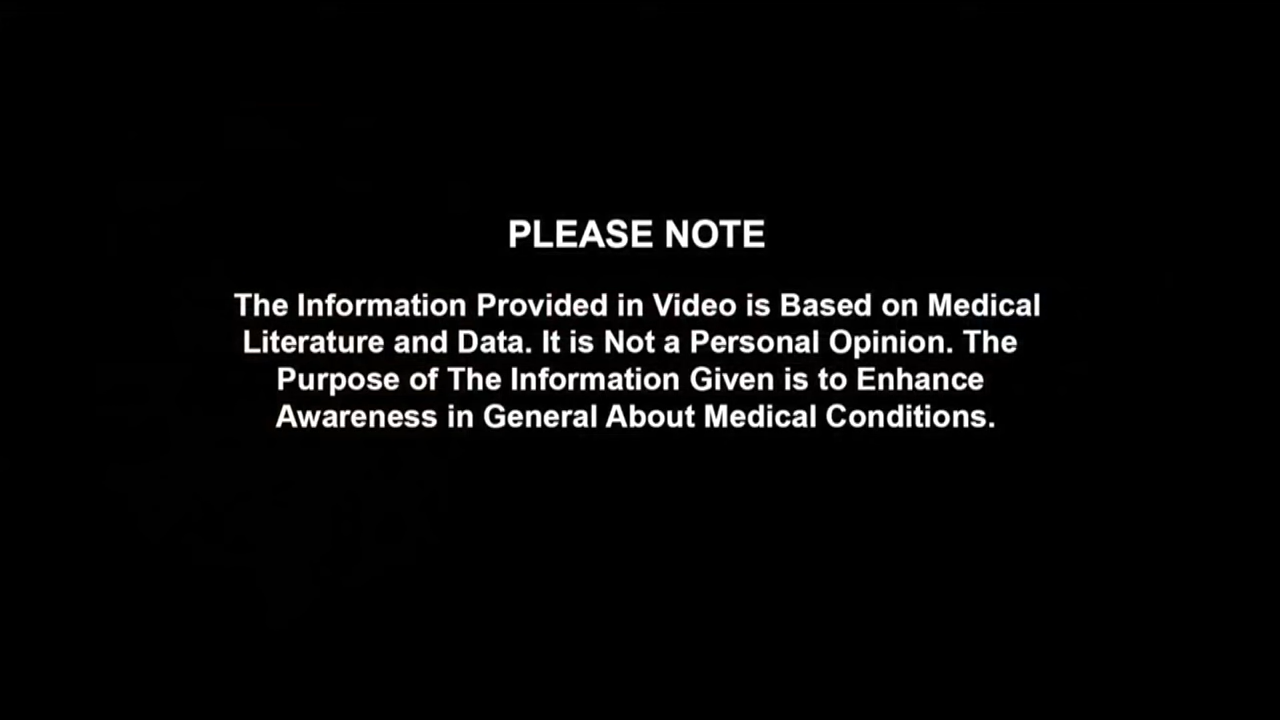 PLEASE NOTE
The Information Provided in Video is Based on Medical
Literature and Data. It is Not a Personal Opinion. The
Purpose of The Information Given is to Enhance
Awareness in General About Medical Conditions.